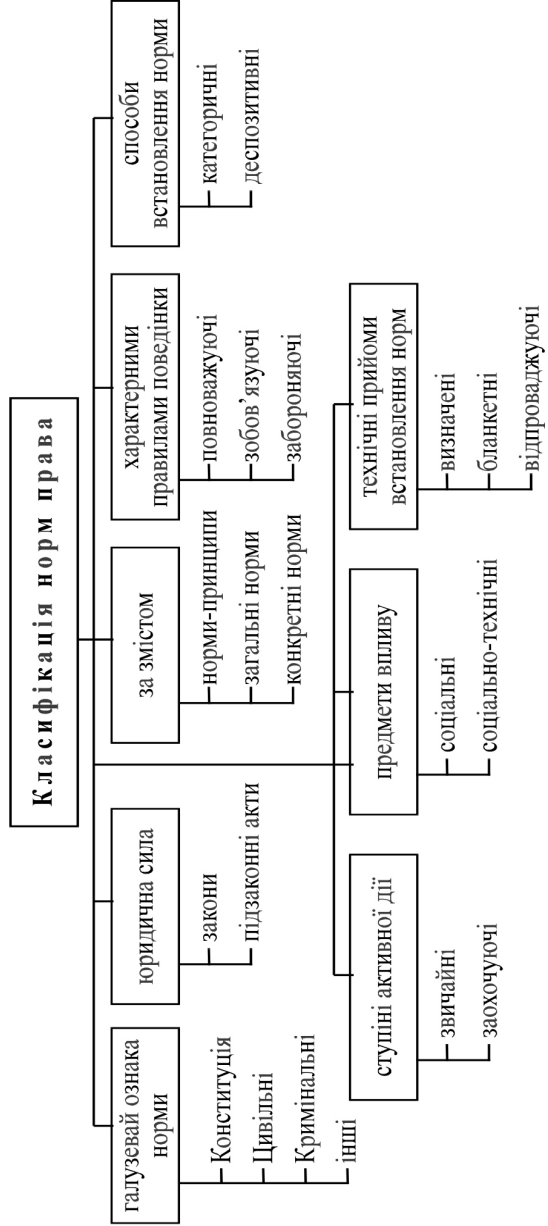 Класифікація норм права
галузевай ознака
норми
Конституція
Цивільні
Кримінальні
інші
юридична сила
закони
підзаконні акти
за змістом
норми-принципи
загальні норми
конкретні норми
характерними
правилами поведінки
повноважуючі
зобов’язуючі
забороняючі
способи
встановлення норми
категоричні
деспозитивні
ступіні активної дії
звичайні
заохочуючі
предмети впливу
соціальні
соціально-технічні
технічні прийоми
встановлення норм
визначені
бланкетні
відпроваджуючі